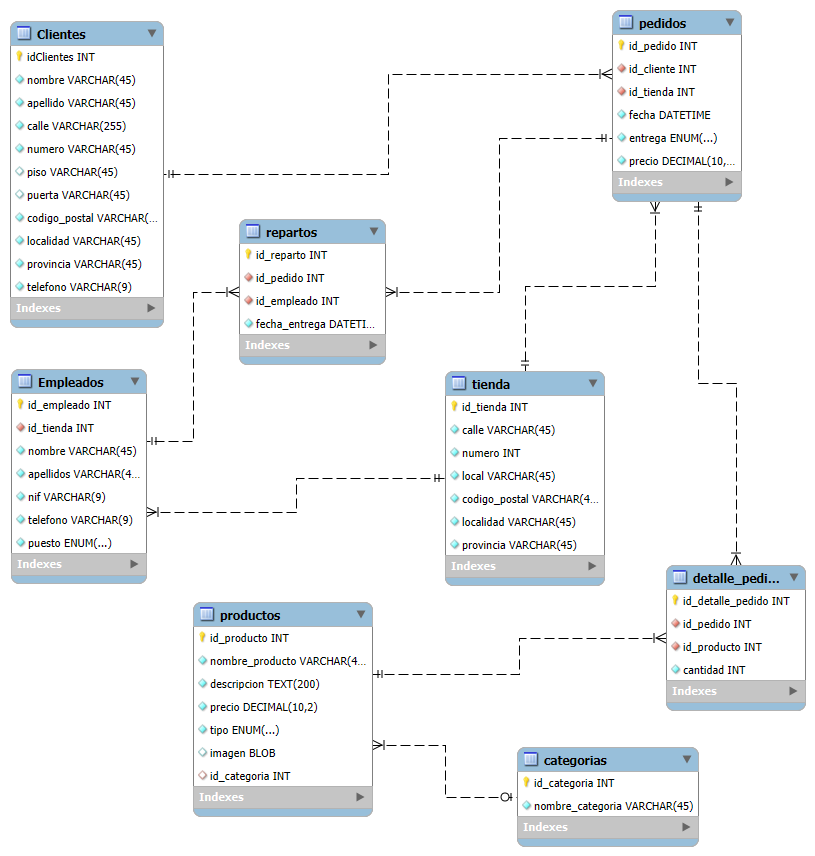 Clientes
idClientes INT
nombre VARCHAR(45)
apellido VARCHAR(45)
calle VARCHAR(255)
numero VARCHAR(45)
piso VARCHAR(45)
puerta VARCHAR(45)
codigo_postal VARCHAR(...
localidad VARCHAR(45)
provincia VARCHAR(45)
telefono VARCHAR(9)
Indexes
pedidos
id_pedido INT
id_cliente INT
id_tienda INT
fecha DATETIME
entrega ENUM(...)
precio DECIMAL(10,...
Indexes
repartos
id_reparto INT
id_pedido INT
id_empleado INT
fecha_entrega DATETI...
Indexes
Empleados
id_empleado INT
id_tienda INT
nombre VARCHAR(45)
apellidos VARCHAR(4...
nif VARCHAR(9)
telefono VARCHAR(9)
puesto ENUM(...)
Indexes
tienda
id_tienda INT
calle VARCHAR(45)
numero INT
local VARCHAR(45)
codigo_postal VARCHAR(4...
localidad VARCHAR(45)
provincia VARCHAR(45)
Indexes
detalle_pedi...
id_detalle_pedido INT
id_pedido INT
id_producto INT
cantidad INT
Indexes
productos
id_producto INT
nombre_producto VARCHAR(4...
descripcion TEXT(200)
precio DECIMAL(10,2)
tipo ENUM(...)
imagen BLOB
id_categoria INT
Indexes
categorias
id_categoria INT
nombre_categoria VARCHAR(45)
Indexes